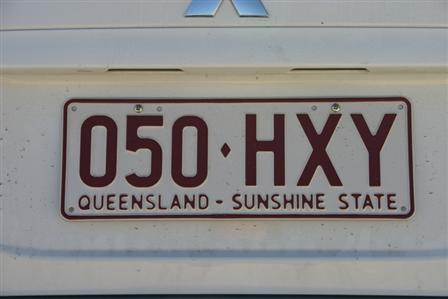 050♦HXY
QUEENSLAND - SUNSHINE STATE